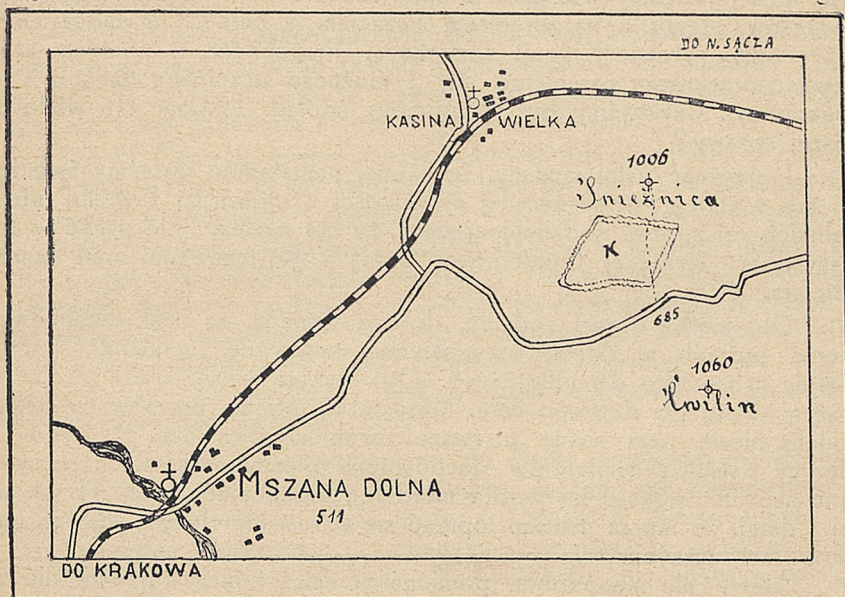 DO N. SĄCZA
KASINA WIELKA
1006
Śnieżnica
K
685
1060
Ćwilin
MSZANA DOLNA
511
DO KRAKOWA